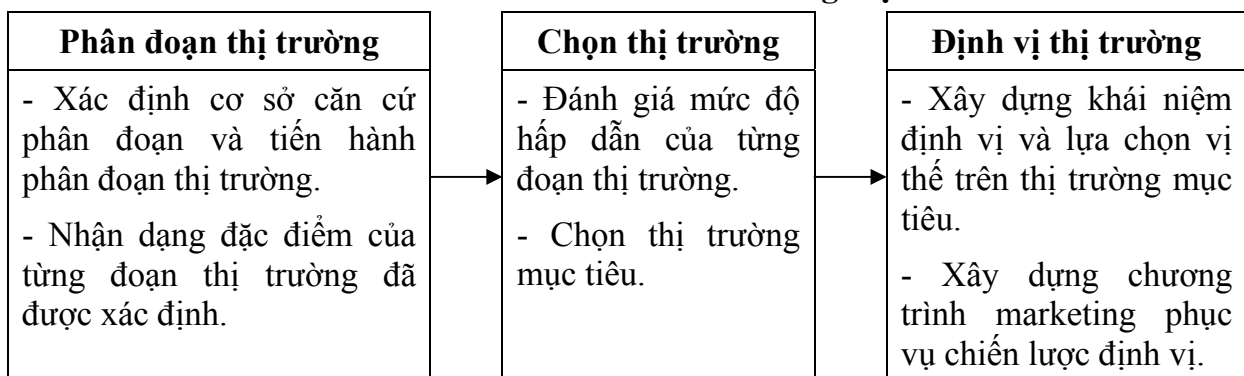 Phân đoạn thị trường
- Xác định cơ sở căn cứ
phân đoạn và tiến hành
phân đoạn thị trường.
- Nhận dạng đặc điểm của
từng đoạn thị trường đã
được xác định.
Chọn thị trường
- Đánh giá mức độ
hấp dẫn của từng
đoạn thị trường.
- Chọn thị trường
mục tiêu.
Định vị thị trường
- Xây dựng khái niệm
định vị và lựa chọn vị
thế trên thị trường mục
tiêu.
- Xây dựng chương
trình marketing phục
vụ chiến lược định vị.